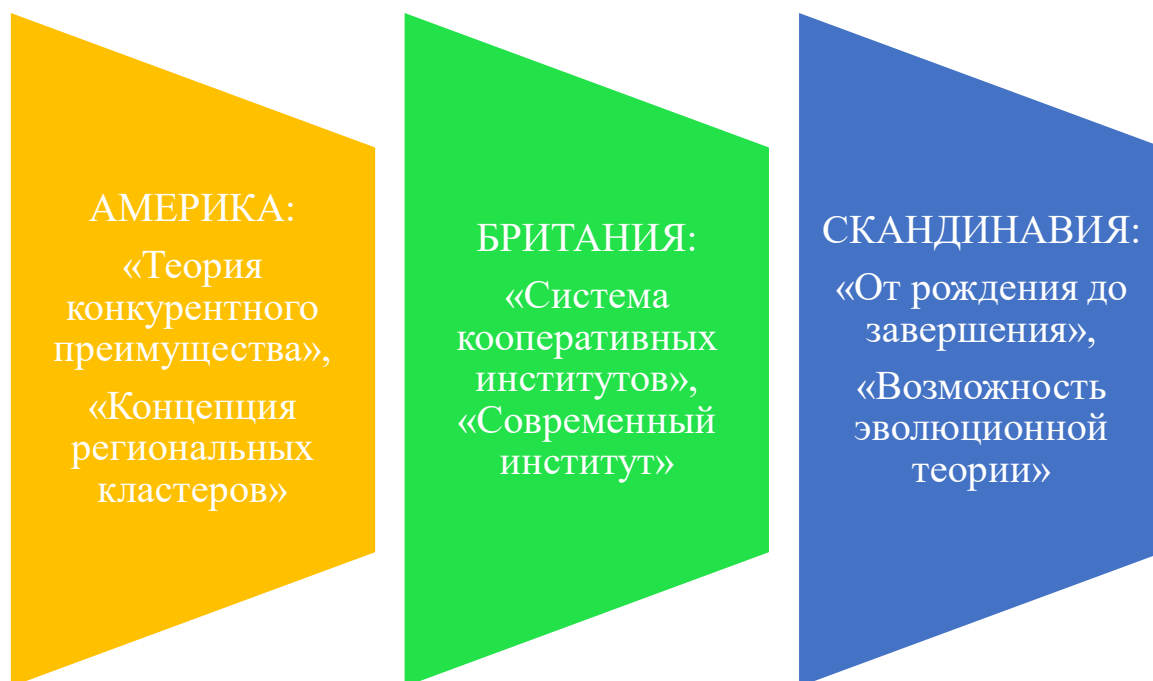 АМЕРИКА:
«Теория
конкурентного
преимущества»,
«Концепция
региональных
кластеров»
БРИТАНИЯ:
«Система
кооперативных
институтов»,
«Современный
институт»
СКАНДИНАВИЯ:
«От рождения до
завершения»,
«Возможность
эволюционной
теории»